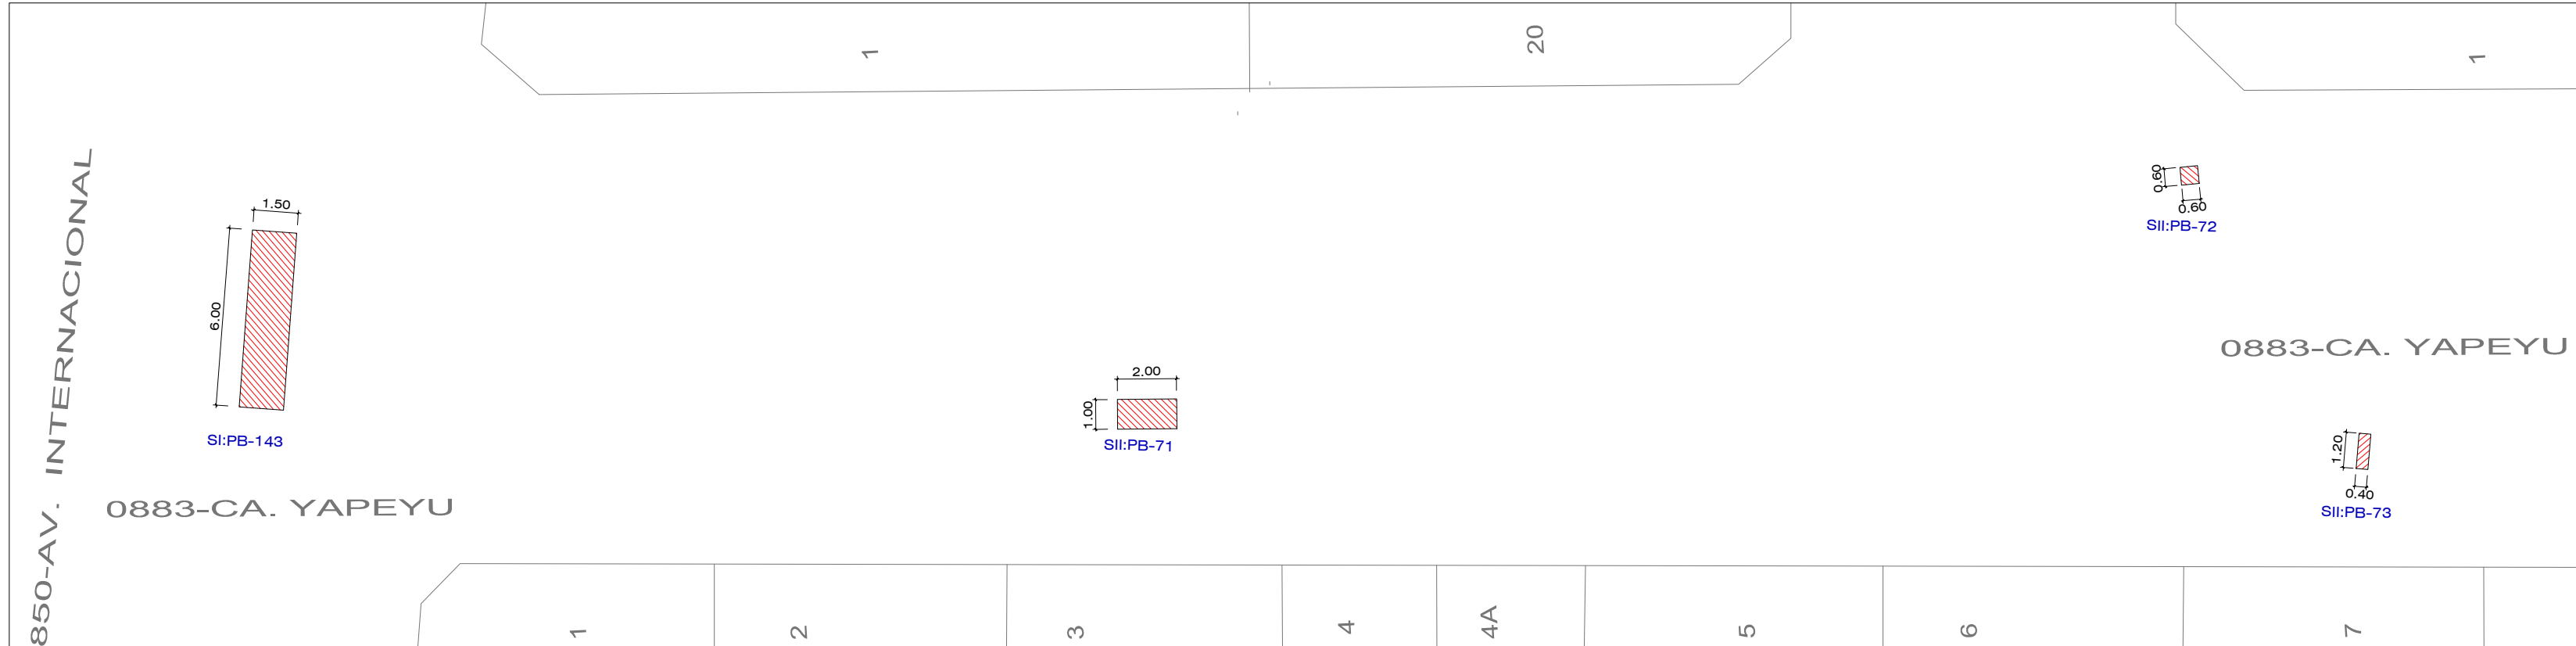 1
20
1
850-AV. INTERNACIONAL
1.50
6.00
SI:PB-143
0883-CA. YAPEYU
2.00
1.00
SII:PB-71
0.60
0.60
SII:PB-72
0883-CA. YAPEYU
1.20
0.40
SII:PB-73
1
2
3
4
4A
5
6
7